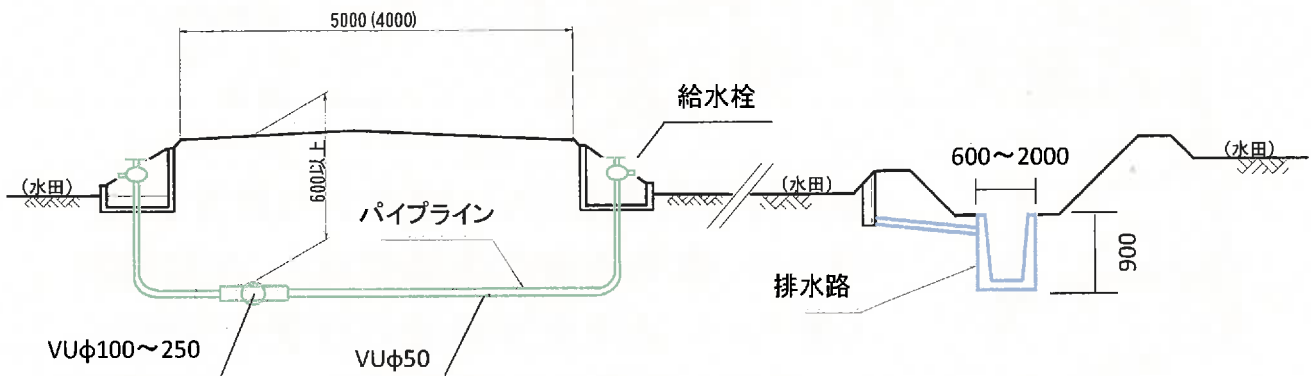 5000 (4000)
給水栓
600以上
(水田)
パイプライン
(水田)
600～2000
(水田)
900
排水路
VUφ100～250
VUφ50